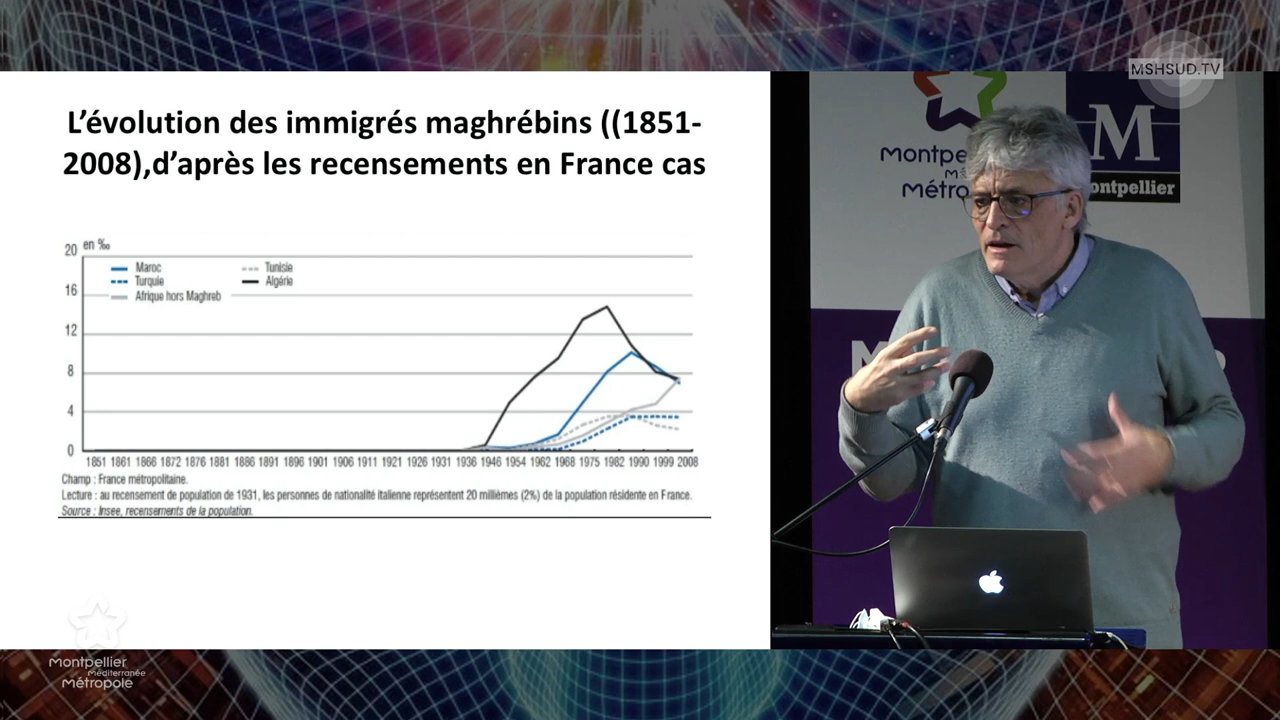 MSHSUD.TV
L'évolution des immigrés maghrébins ((1851-
2008),d'après les recensements en France cas
en ‰
20
16
12
8
4
0
Maroc
Turquie
Afrique hors Maghreb
Tunisie
Algérie
1851 1861 1866 1872 1876 1881 1886 1891 1896 1901 1906 1911 1921 1926 1931 1936 1946 1954 1962 1968 1975 1982 1990 1999 2008
Champ : France métropolitaine.
Lecture : au recensement de population de 1931, les personnes de nationalité italienne représentent 20 millièmes (2%) de la population résidente en France.
Source : Insee, recensements de la population.
Montpellier
Méditerranée
Métropole
Montpe
M
Métro
M
ontpellier
M